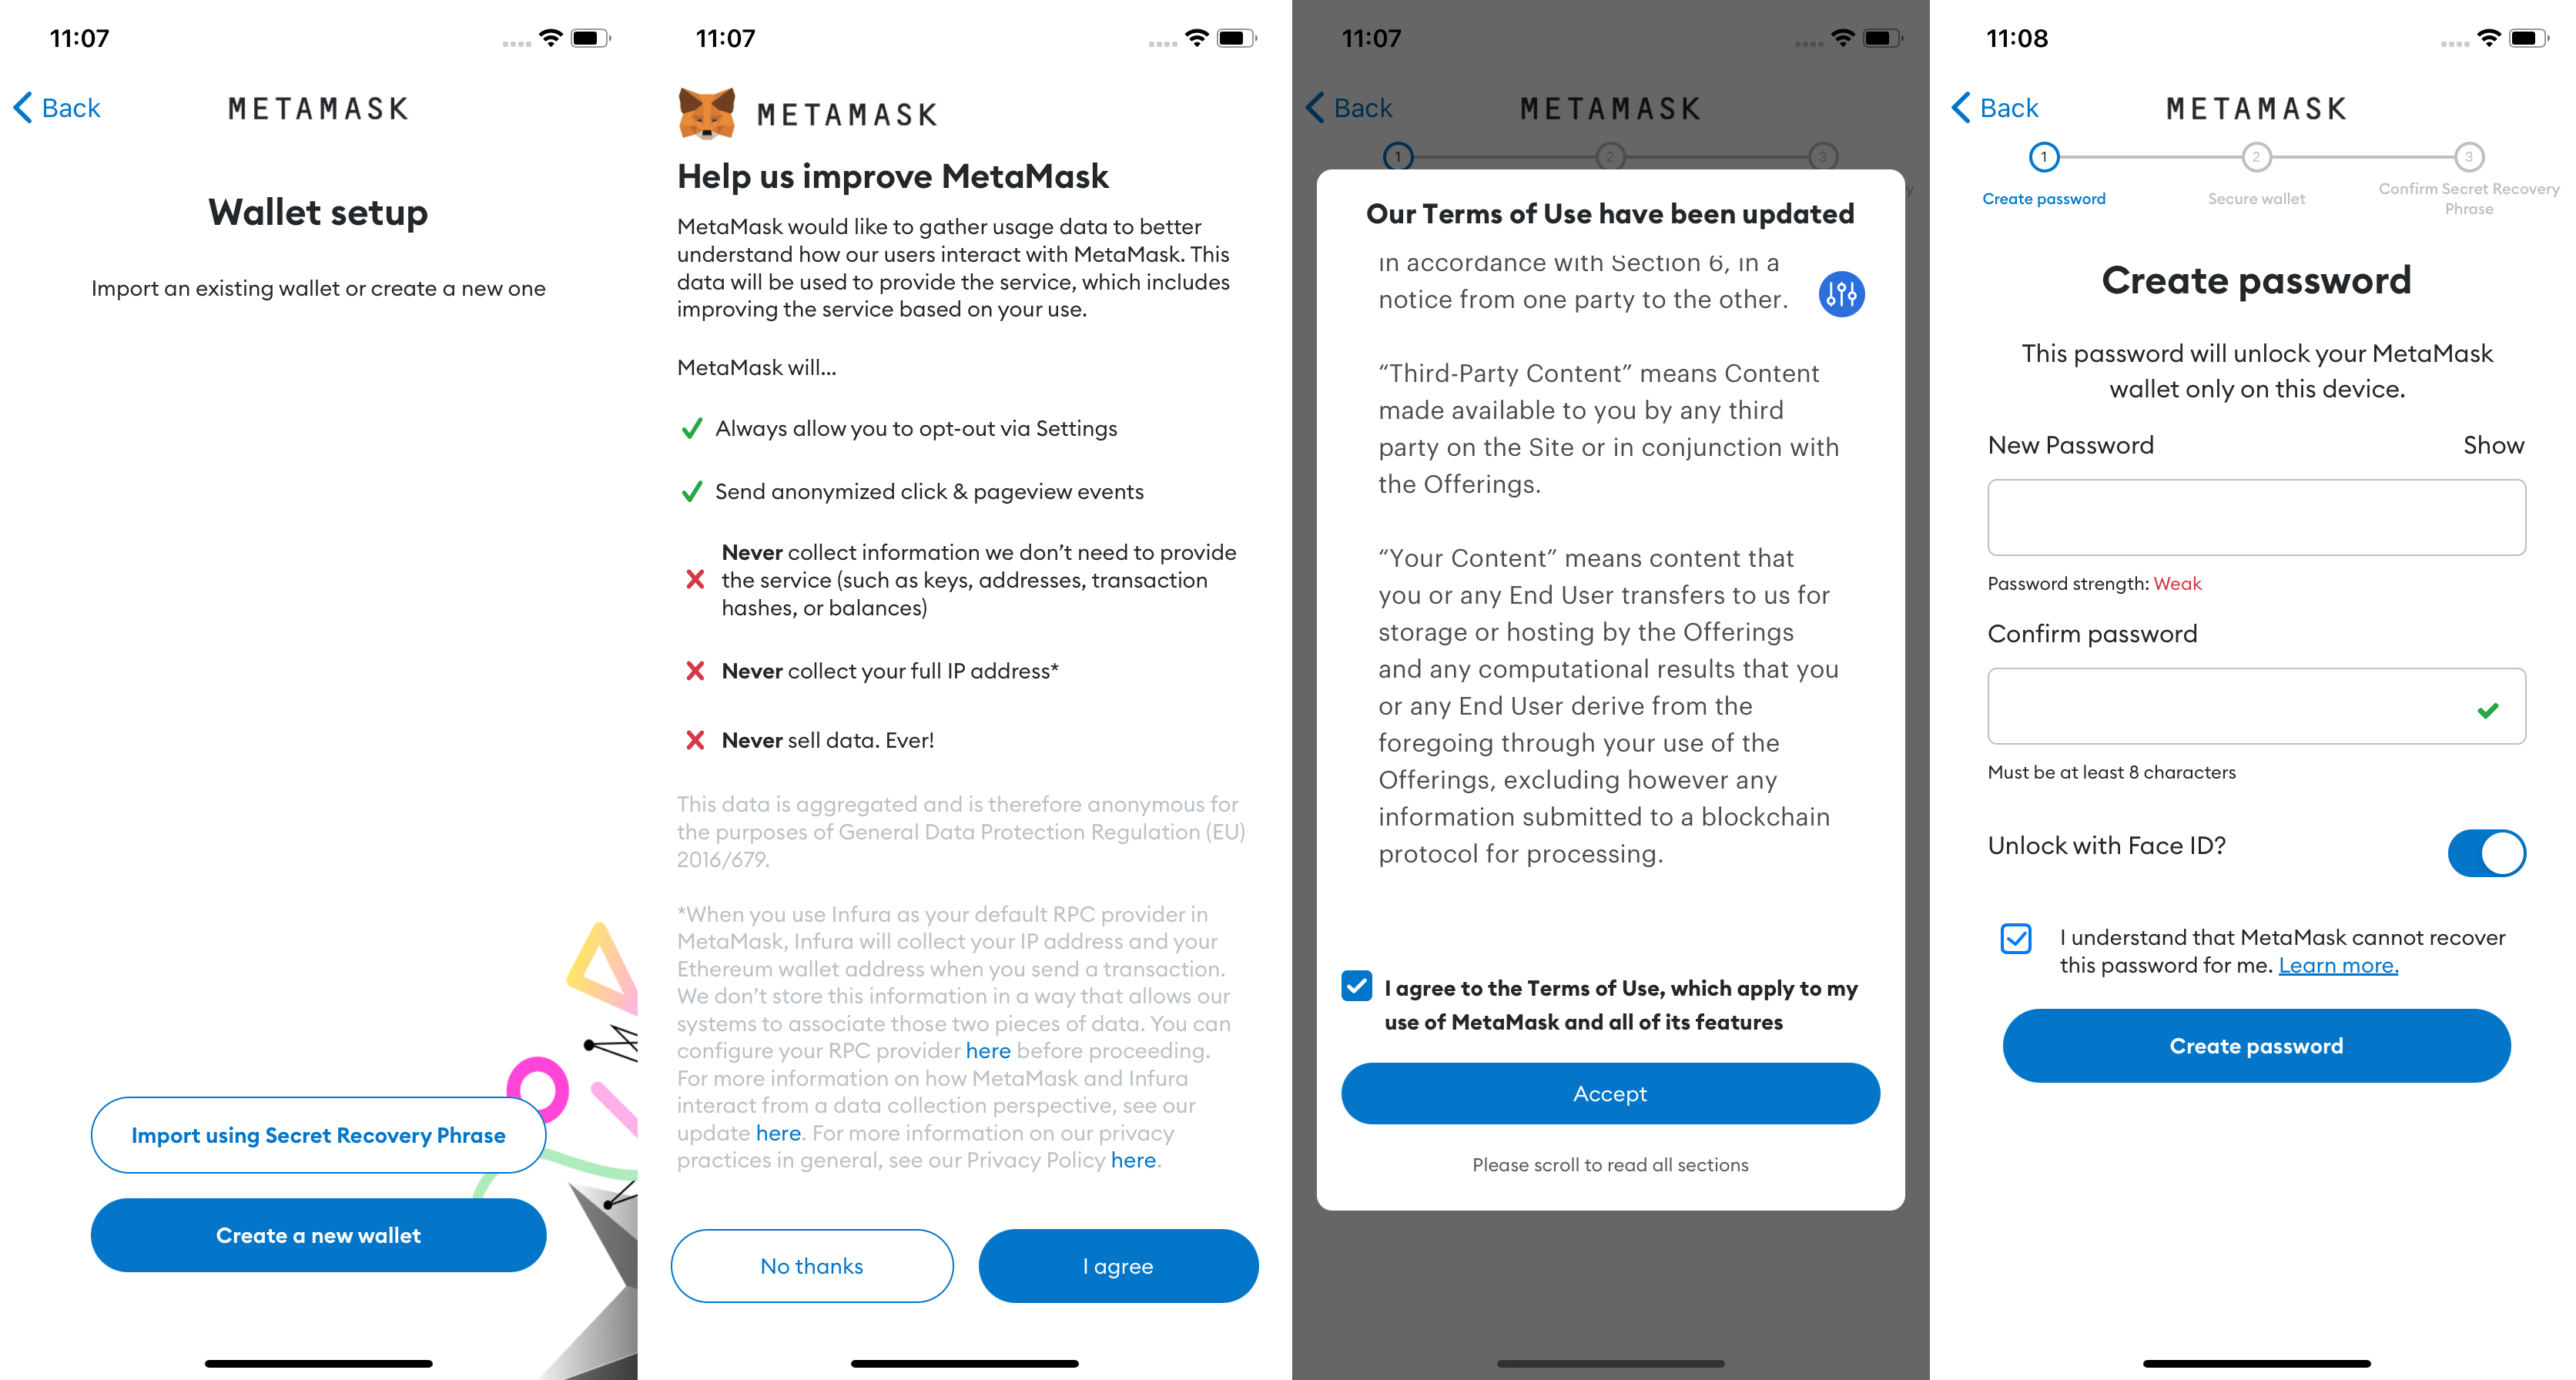 11:07
Back
METAMASK
Wallet setup
Import an existing wallet or create a new one
Import using Secret Recovery Phrase
Create a new wallet
11:07
METAMASK
Help us improve MetaMask
MetaMask would like to gather usage data to better
understand how our users interact with MetaMask. This
data will be used to provide the service, which includes
improving the service based on your use.
MetaMask will...
Always allow you to opt-out via Settings
Send anonymized click & pageview events
Never collect information we don’t need to provide
the service (such as keys, addresses, transaction
hashes, or balances)
Never collect your full IP address*
Never sell data. Ever!
This data is aggregated and is therefore anonymous for
the purposes of General Data Protection Regulation (EU)
2016/679.
*When you use Infura as your default RPC provider in
MetaMask, Infura will collect your IP address and your
Ethereum wallet address when you send a transaction.
We don’t store this information in a way that allows our
systems to associate those two pieces of data. You can
configure your RPC provider here before proceeding.
For more information on how MetaMask and Infura
interact from a data collection perspective, see our
update here. For more information on our privacy
practices in general, see our Privacy Policy here.
No thanks
I agree
11:07
Back
METAMASK
1
2
3
y
Our Terms of Use have been updated
in accordance with Section 6, in a
notice from one party to the other.
“Third-Party Content” means Content
made available to you by any third
party on the Site or in conjunction with
the Offerings.
“Your Content” means content that
you or any End User transfers to us for
storage or hosting by the Offerings
and any computational results that you
or any End User derive from the
foregoing through your use of the
Offerings, excluding however any
information submitted to a blockchain
protocol for processing.
I agree to the Terms of Use, which apply to my
use of MetaMask and all of its features
Accept
Please scroll to read all sections
11:08
Back
METAMASK
1
2
3
Create password
Secure wallet
Confirm Secret Recovery
Phrase
Create password
This password will unlock your MetaMask
wallet only on this device.
New Password
Show
Password strength: Weak
Confirm password
Must be at least 8 characters
Unlock with Face ID?
I understand that MetaMask cannot recover
this password for me. Learn more.
Create password